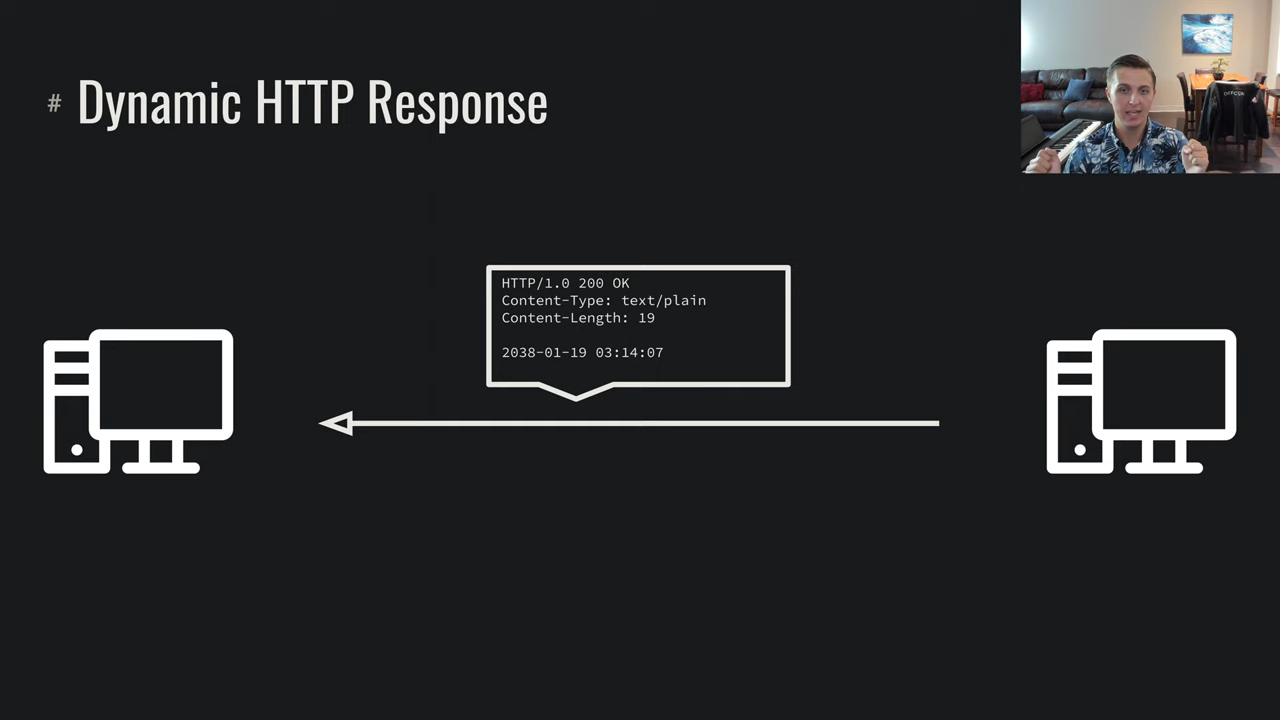 # Dynamic HTTP Response
HTTP/1.0 200 OK
Content-Type: text/plain
Content-Length: 19
2038-01-19 03:14:07
DEFCON